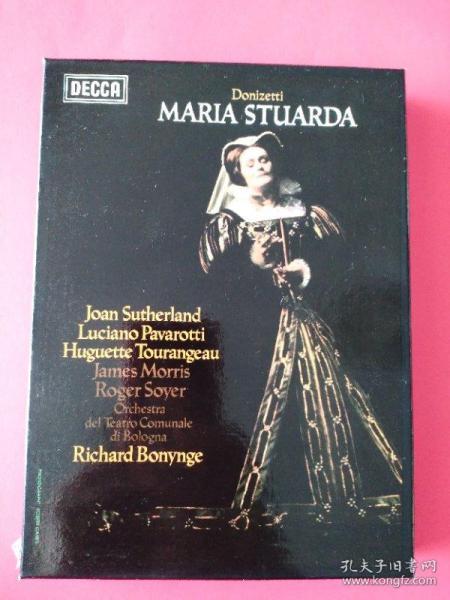 DECCA
Donizetti
MARIA STUARDA
Joan Sutherland
Luciano Pavarotti
Huguette Tourangeau
James Morris
Roger Soyer
Orchestra
del Teatro Comunale
di Bologna
Richard Bonynge
孔夫子旧书网
www.kongfz.com